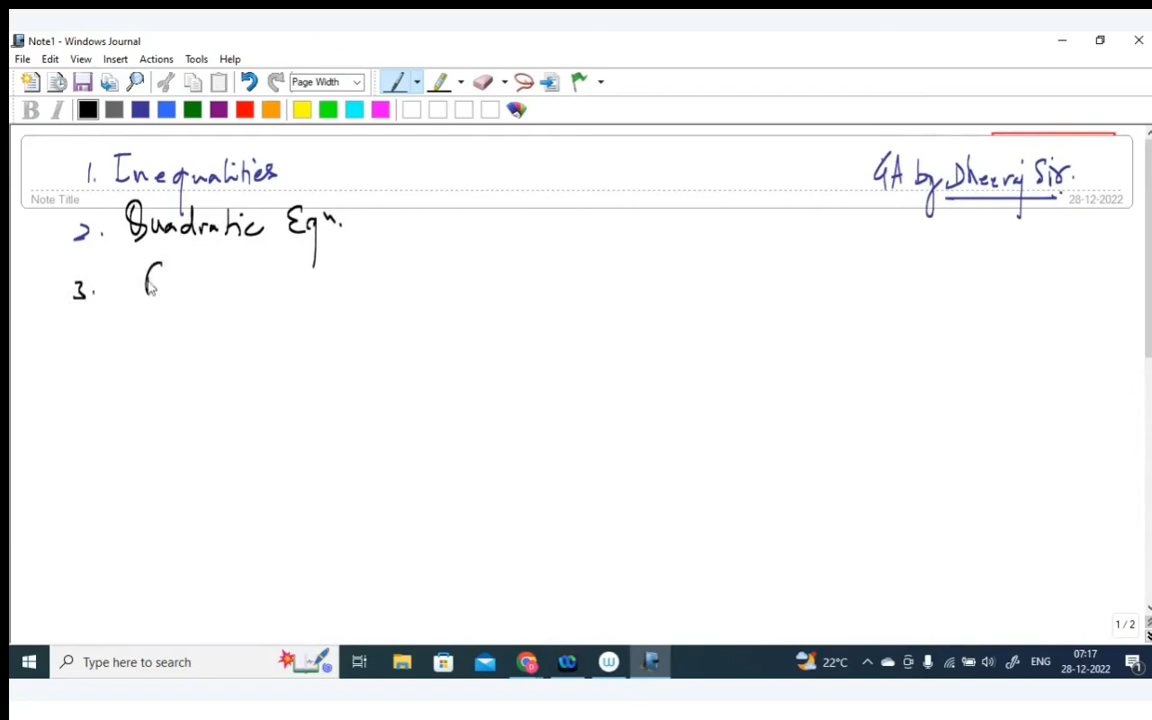 Note1 - Windows Journal
File Edit View Insert Actions Tools Help
Page Width
B I
1. Inequalities
GA by Dheeraj Sir.
Note Title
28-12-2022
2. Quadratic Eqn.
3.
1 / 2
Type here to search
22°C
ENG
07:17
28-12-2022
1